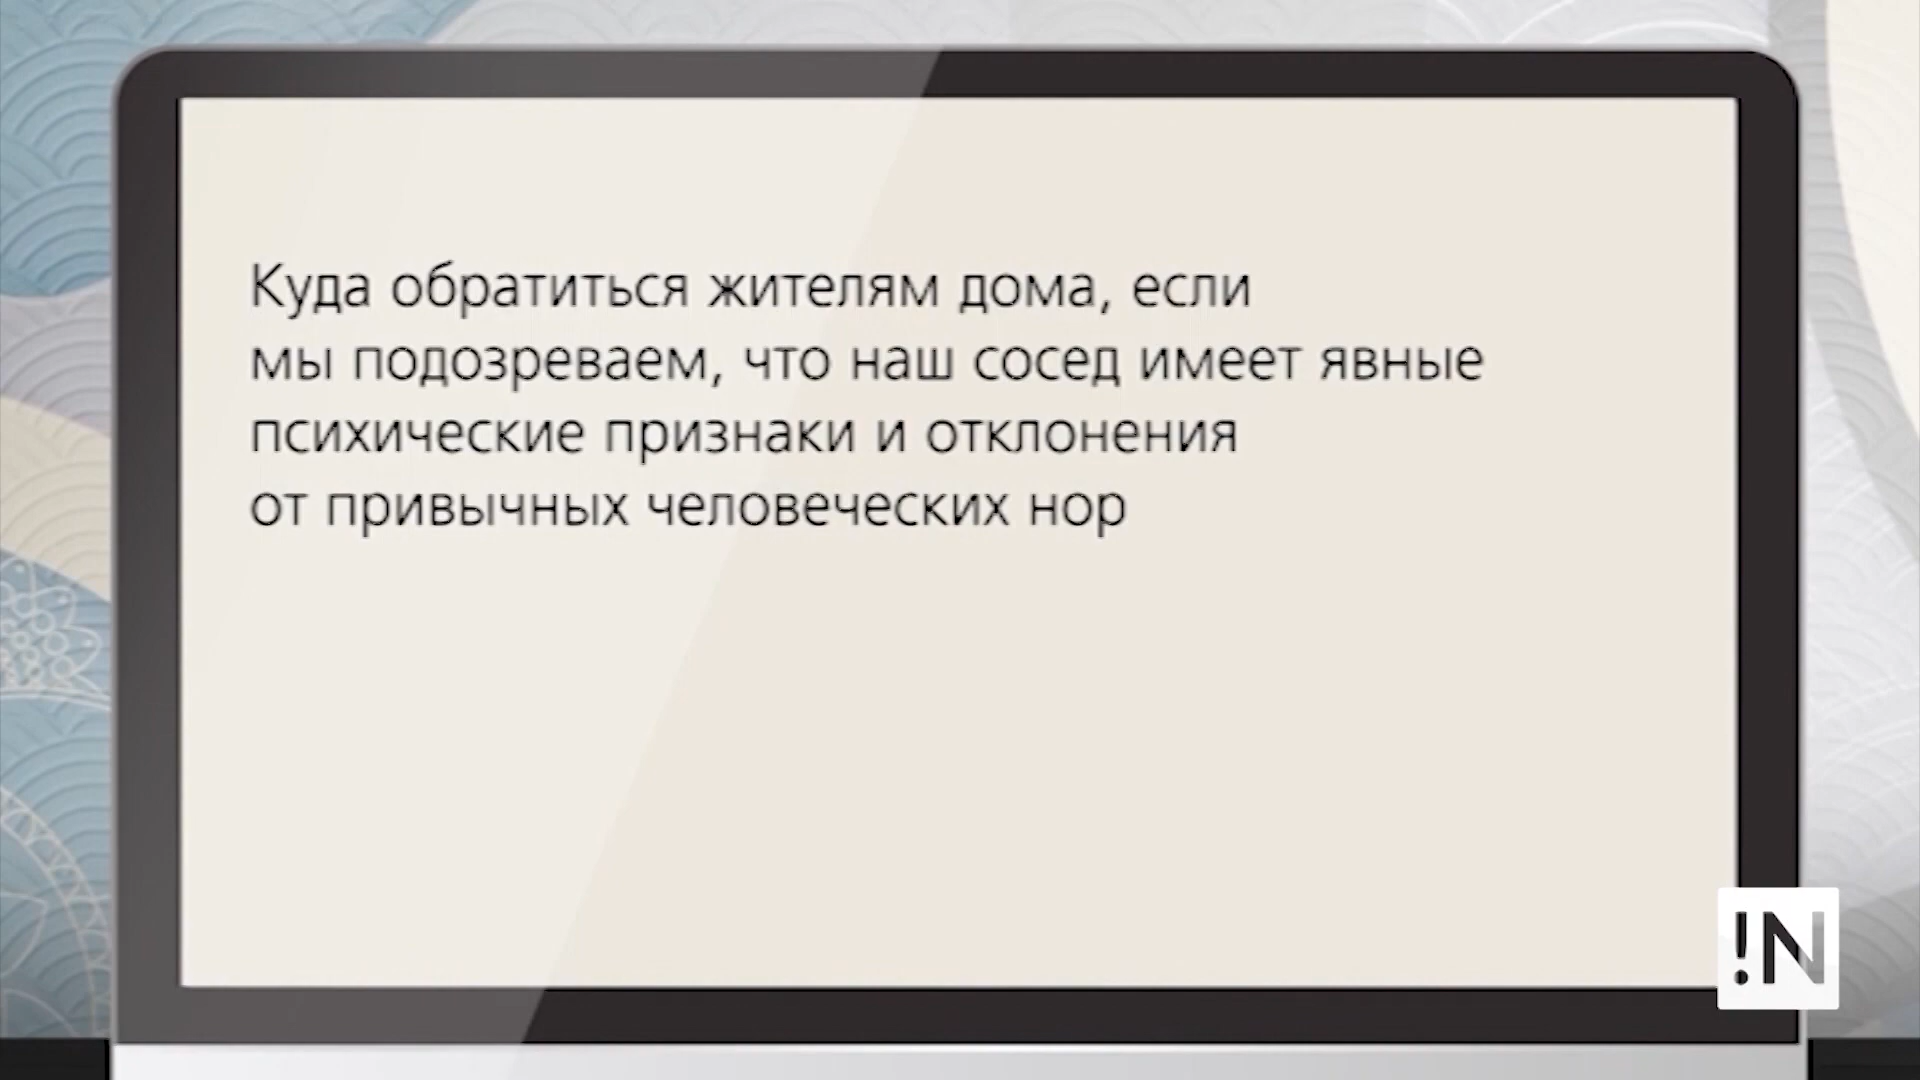 Куда обратиться жителям дома, если
мы подозреваем, что наш сосед имеет явные
психические признаки и отклонения
от привычных человеческих нор
!N